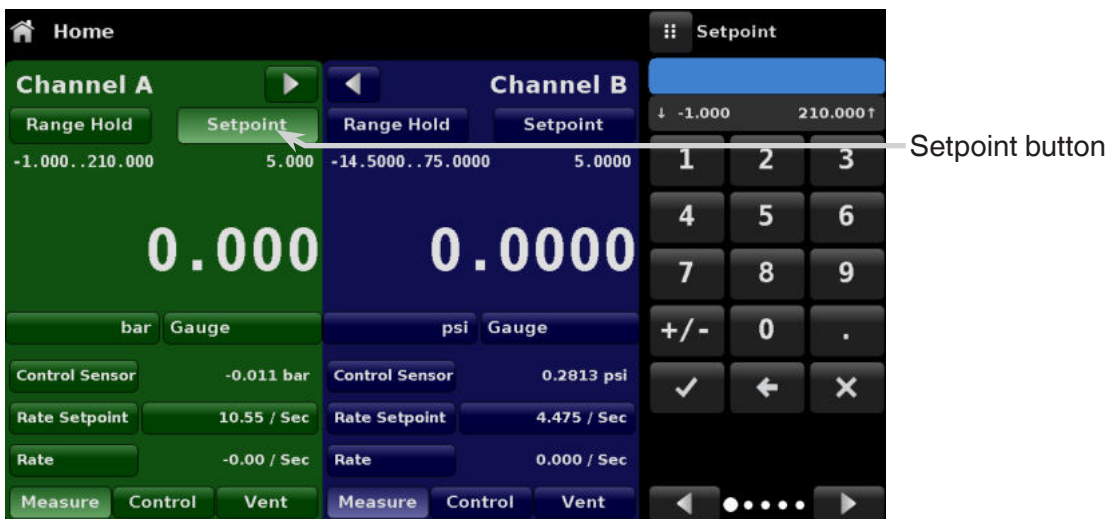 Home
Setpoint
Channel A
Channel B
Range Hold Setpoint Range Hold Setpoint
-1.000..210.000 5.000 -14.5000..75.0000 5.0000
↓ -1.000 210.000↑
Setpoint button
0.000 0.0000
bar Gauge psi Gauge
Control Sensor -0.011 bar Control Sensor 0.2813 psi
Rate Setpoint 10.55 / Sec Rate Setpoint 4.475 / Sec
Rate -0.00 / Sec Rate 0.000 / Sec
Measure Control Vent Measure Control Vent
1 2 3
4 5 6
7 8 9
+/- 0 .